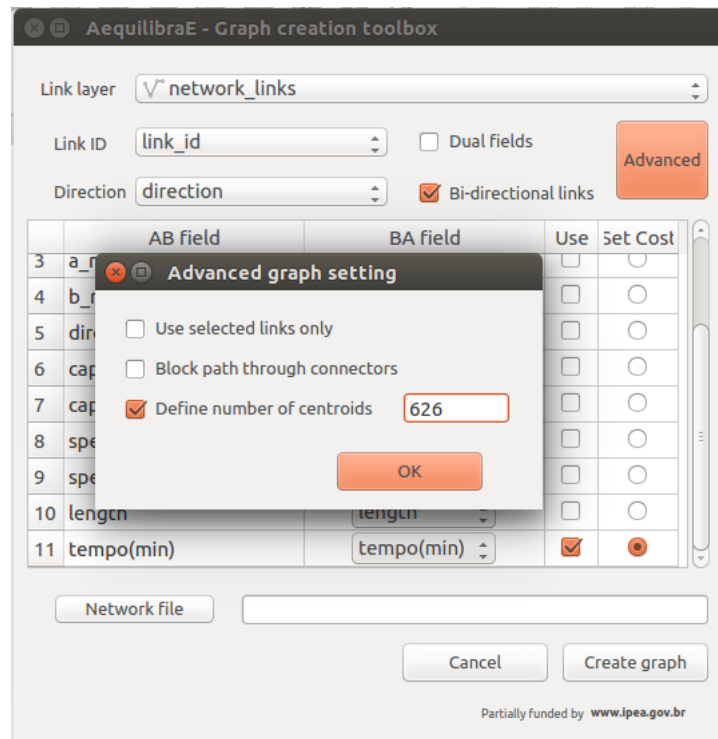 AequilibraE - Graph creation toolbox
Link layer network_links
Link ID link_id Dual fields
Advanced
Direction direction Bi-directional links
AB field BA field Use Set Cost
3
4
5
6
7
8
9
Advanced graph setting
Use selected links only
Block path through connectors
Define number of centroids 626
OK
10 length length
11 tempo(min) tempo(min)
Network file
Cancel Create graph
Partially funded by www.ipea.gov.br